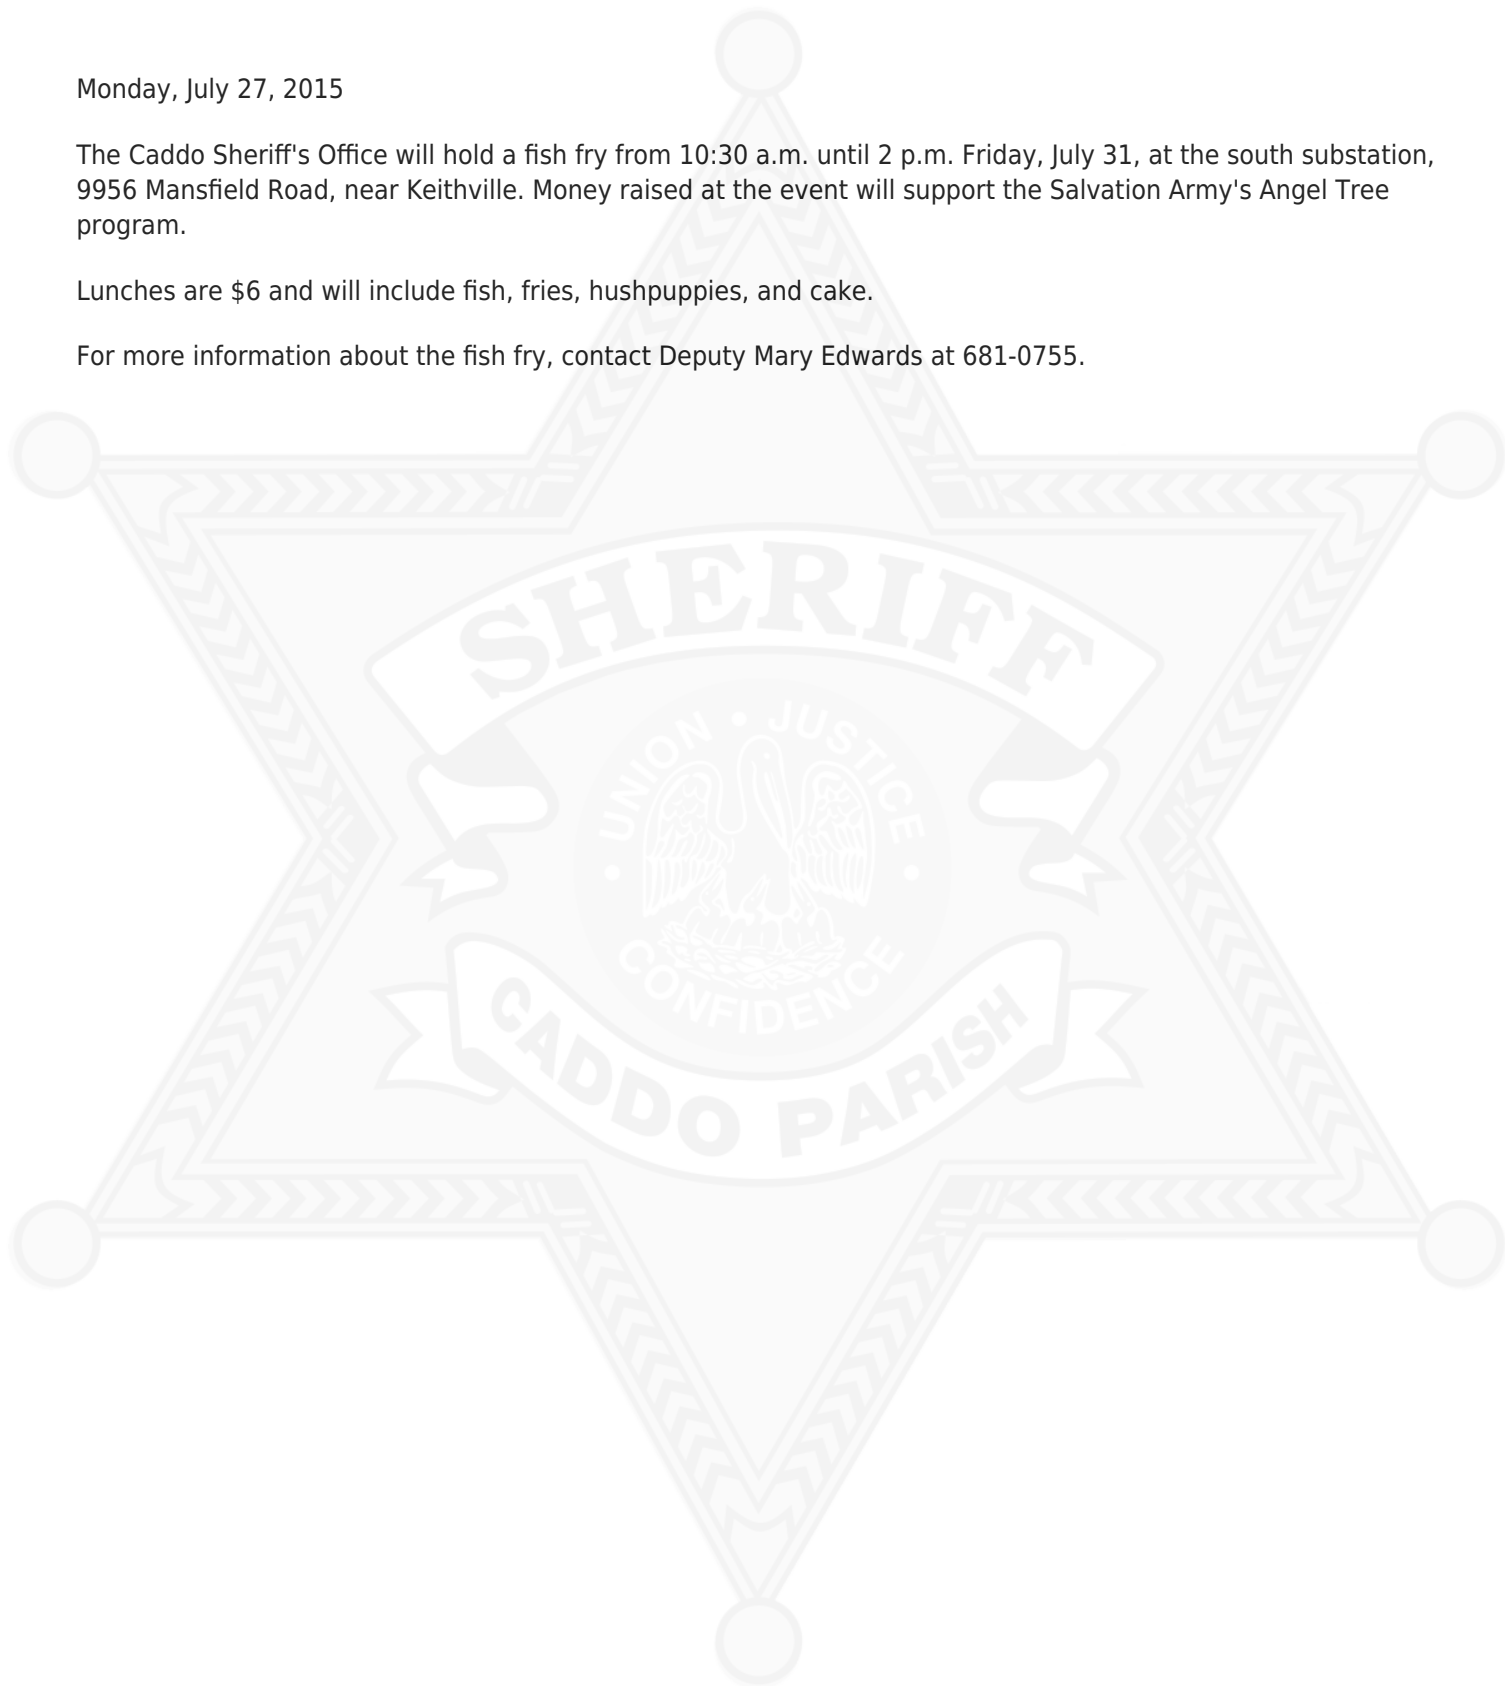 Monday, July 27, 2015
The Caddo Sheriff's Office will hold a fish fry from 10:30 a.m. until 2 p.m. Friday, July 31, at the south substation,
9956 Mansfield Road, near Keithville. Money raised at the event will support the Salvation Army's Angel Tree
program.
Lunches are $6 and will include fish, fries, hushpuppies, and cake.
For more information about the fish fry, contact Deputy Mary Edwards at 681-0755.
SHERIFF
UNION • JUSTICE
• CONFIDENCE •
CADDO PARISH